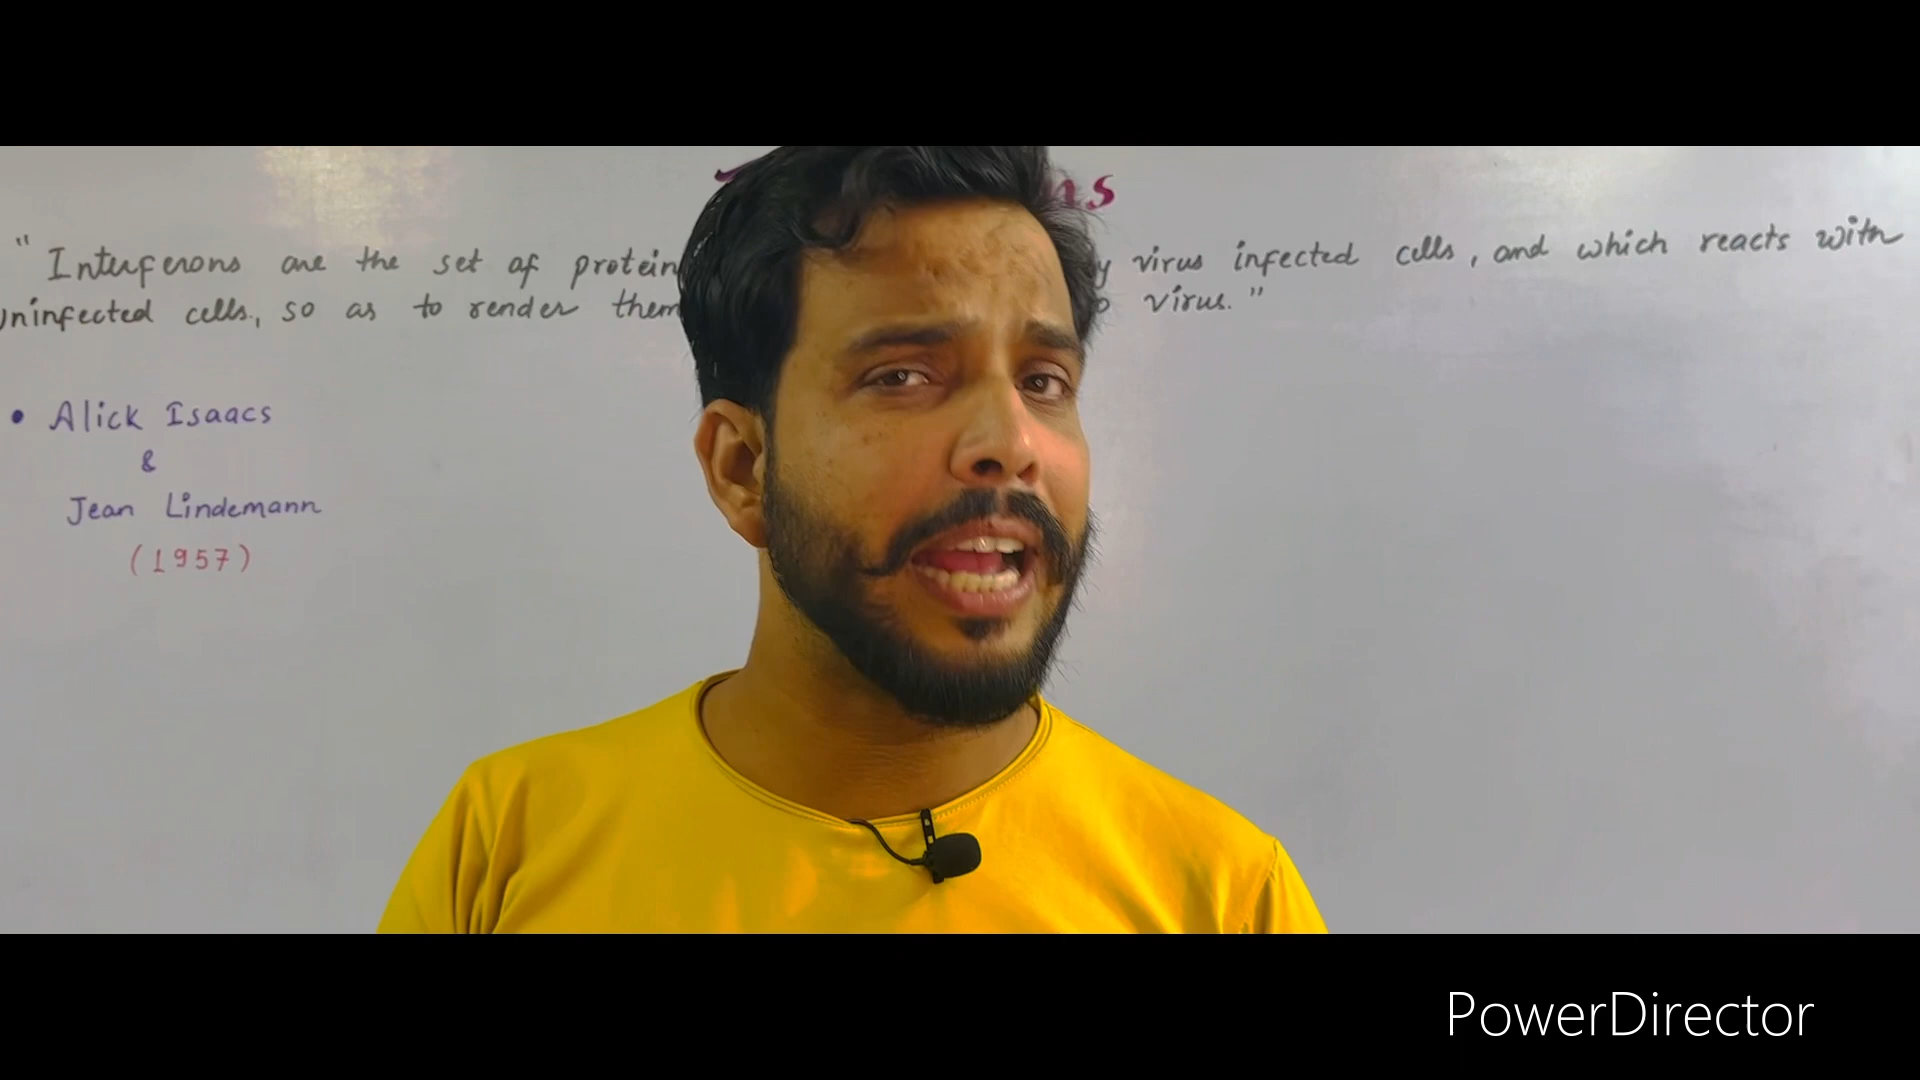 ns
" Interferons are the set of protein y virus infected cells, and which reacts with
uninfected cells, so as to render them o virus."
• Alick Isaacs
&
Jean Lindemann
(1957)
PowerDirector